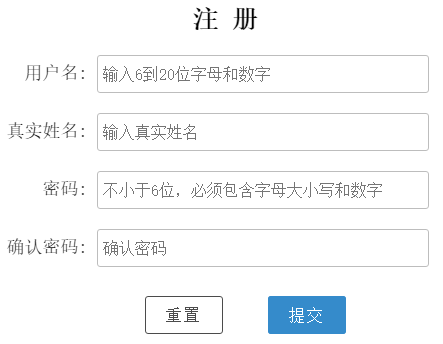 注 册
用户名: 输入6到20位字母和数字
真实姓名: 输入真实姓名
密码: 不小于6位，必须包含字母大小写和数字
确认密码: 确认密码
重置 提交